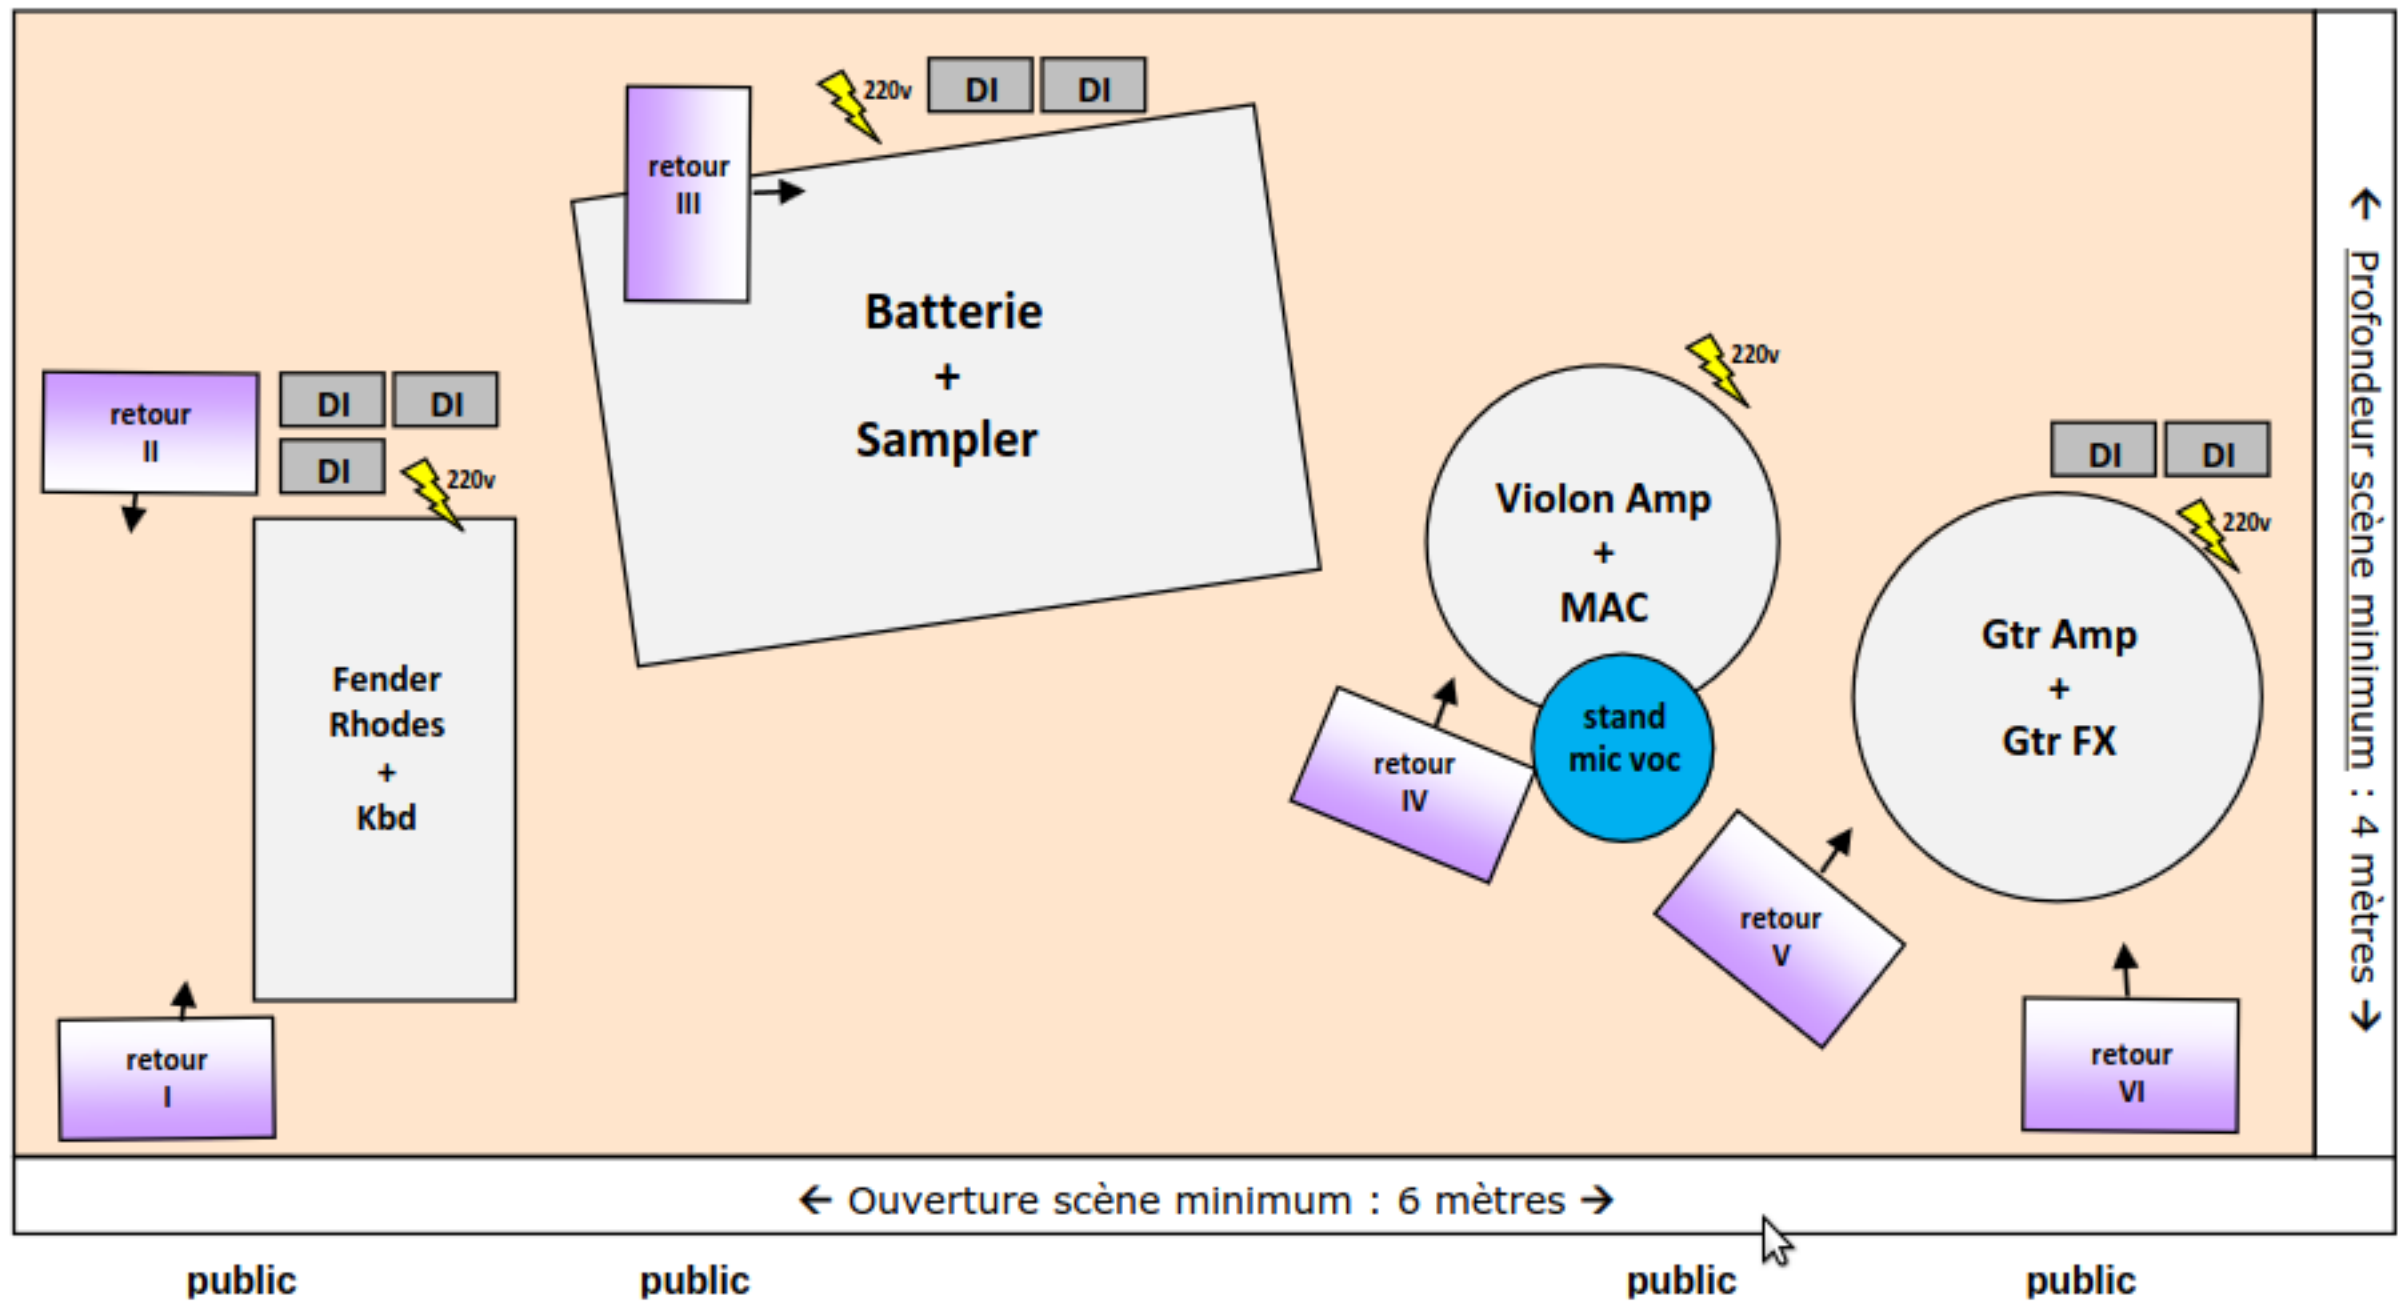 220v
DI
DI
retour
III
Batterie
+
Sampler
retour
II
DI
DI
DI
220v
Fender
Rhodes
+
Kbd
retour
I
220v
Violon Amp
+
MAC
stand
mic voc
retour
IV
retour
V
DI
DI
220v
Gtr Amp
+
Gtr FX
retour
VI
← Profondeur scène minimum : 4 mètres →
← Ouverture scène minimum : 6 mètres →
public
public
public
public